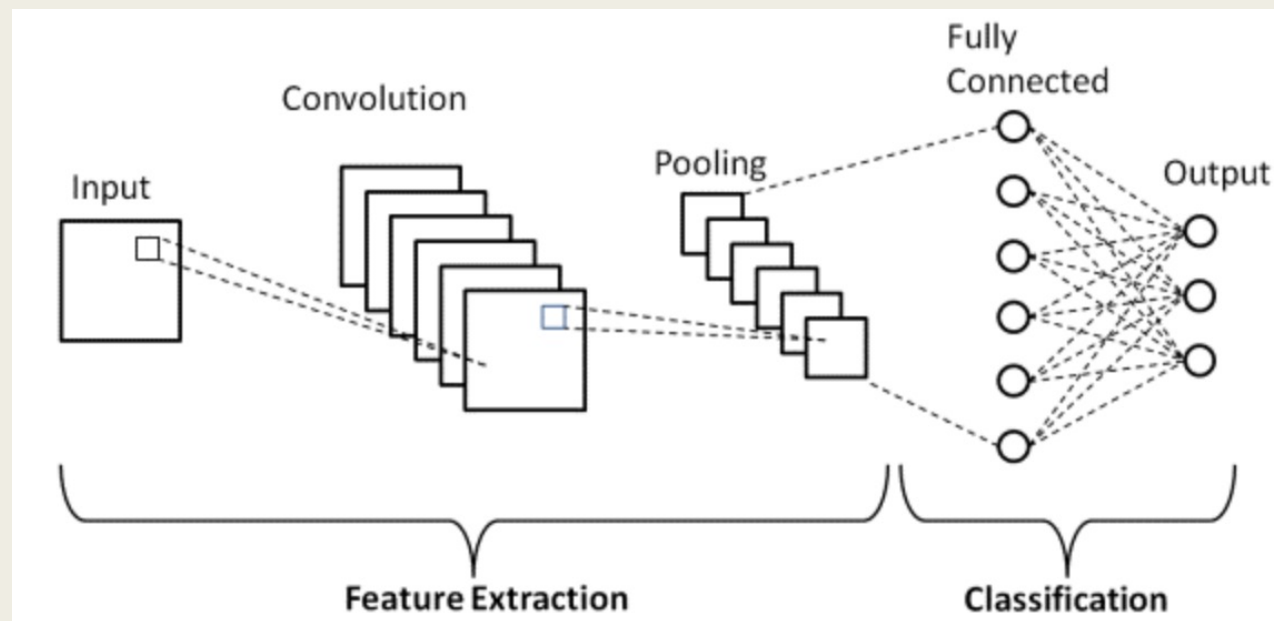 Fully
Connected
Convolution
Pooling
Input
Output
Feature Extraction
Classification